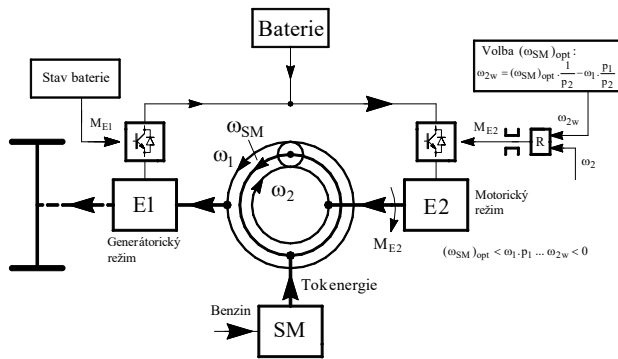 Baterie
Volba (ω_SM)_opt :
ω_2w = (ω_SM)_opt · 1/p_2 − ω_1 · p_1/p_2
Stav baterie
M_E1
ω_SM
ω_1
ω_2
M_E2
R
ω_2w
ω_2
E1
E2
Generátorický
režim
Motorický
režim
M_E2
(ω_SM)_opt < ω_1 . p_1 ... ω_2w < 0
Tok energie
Benzin
SM